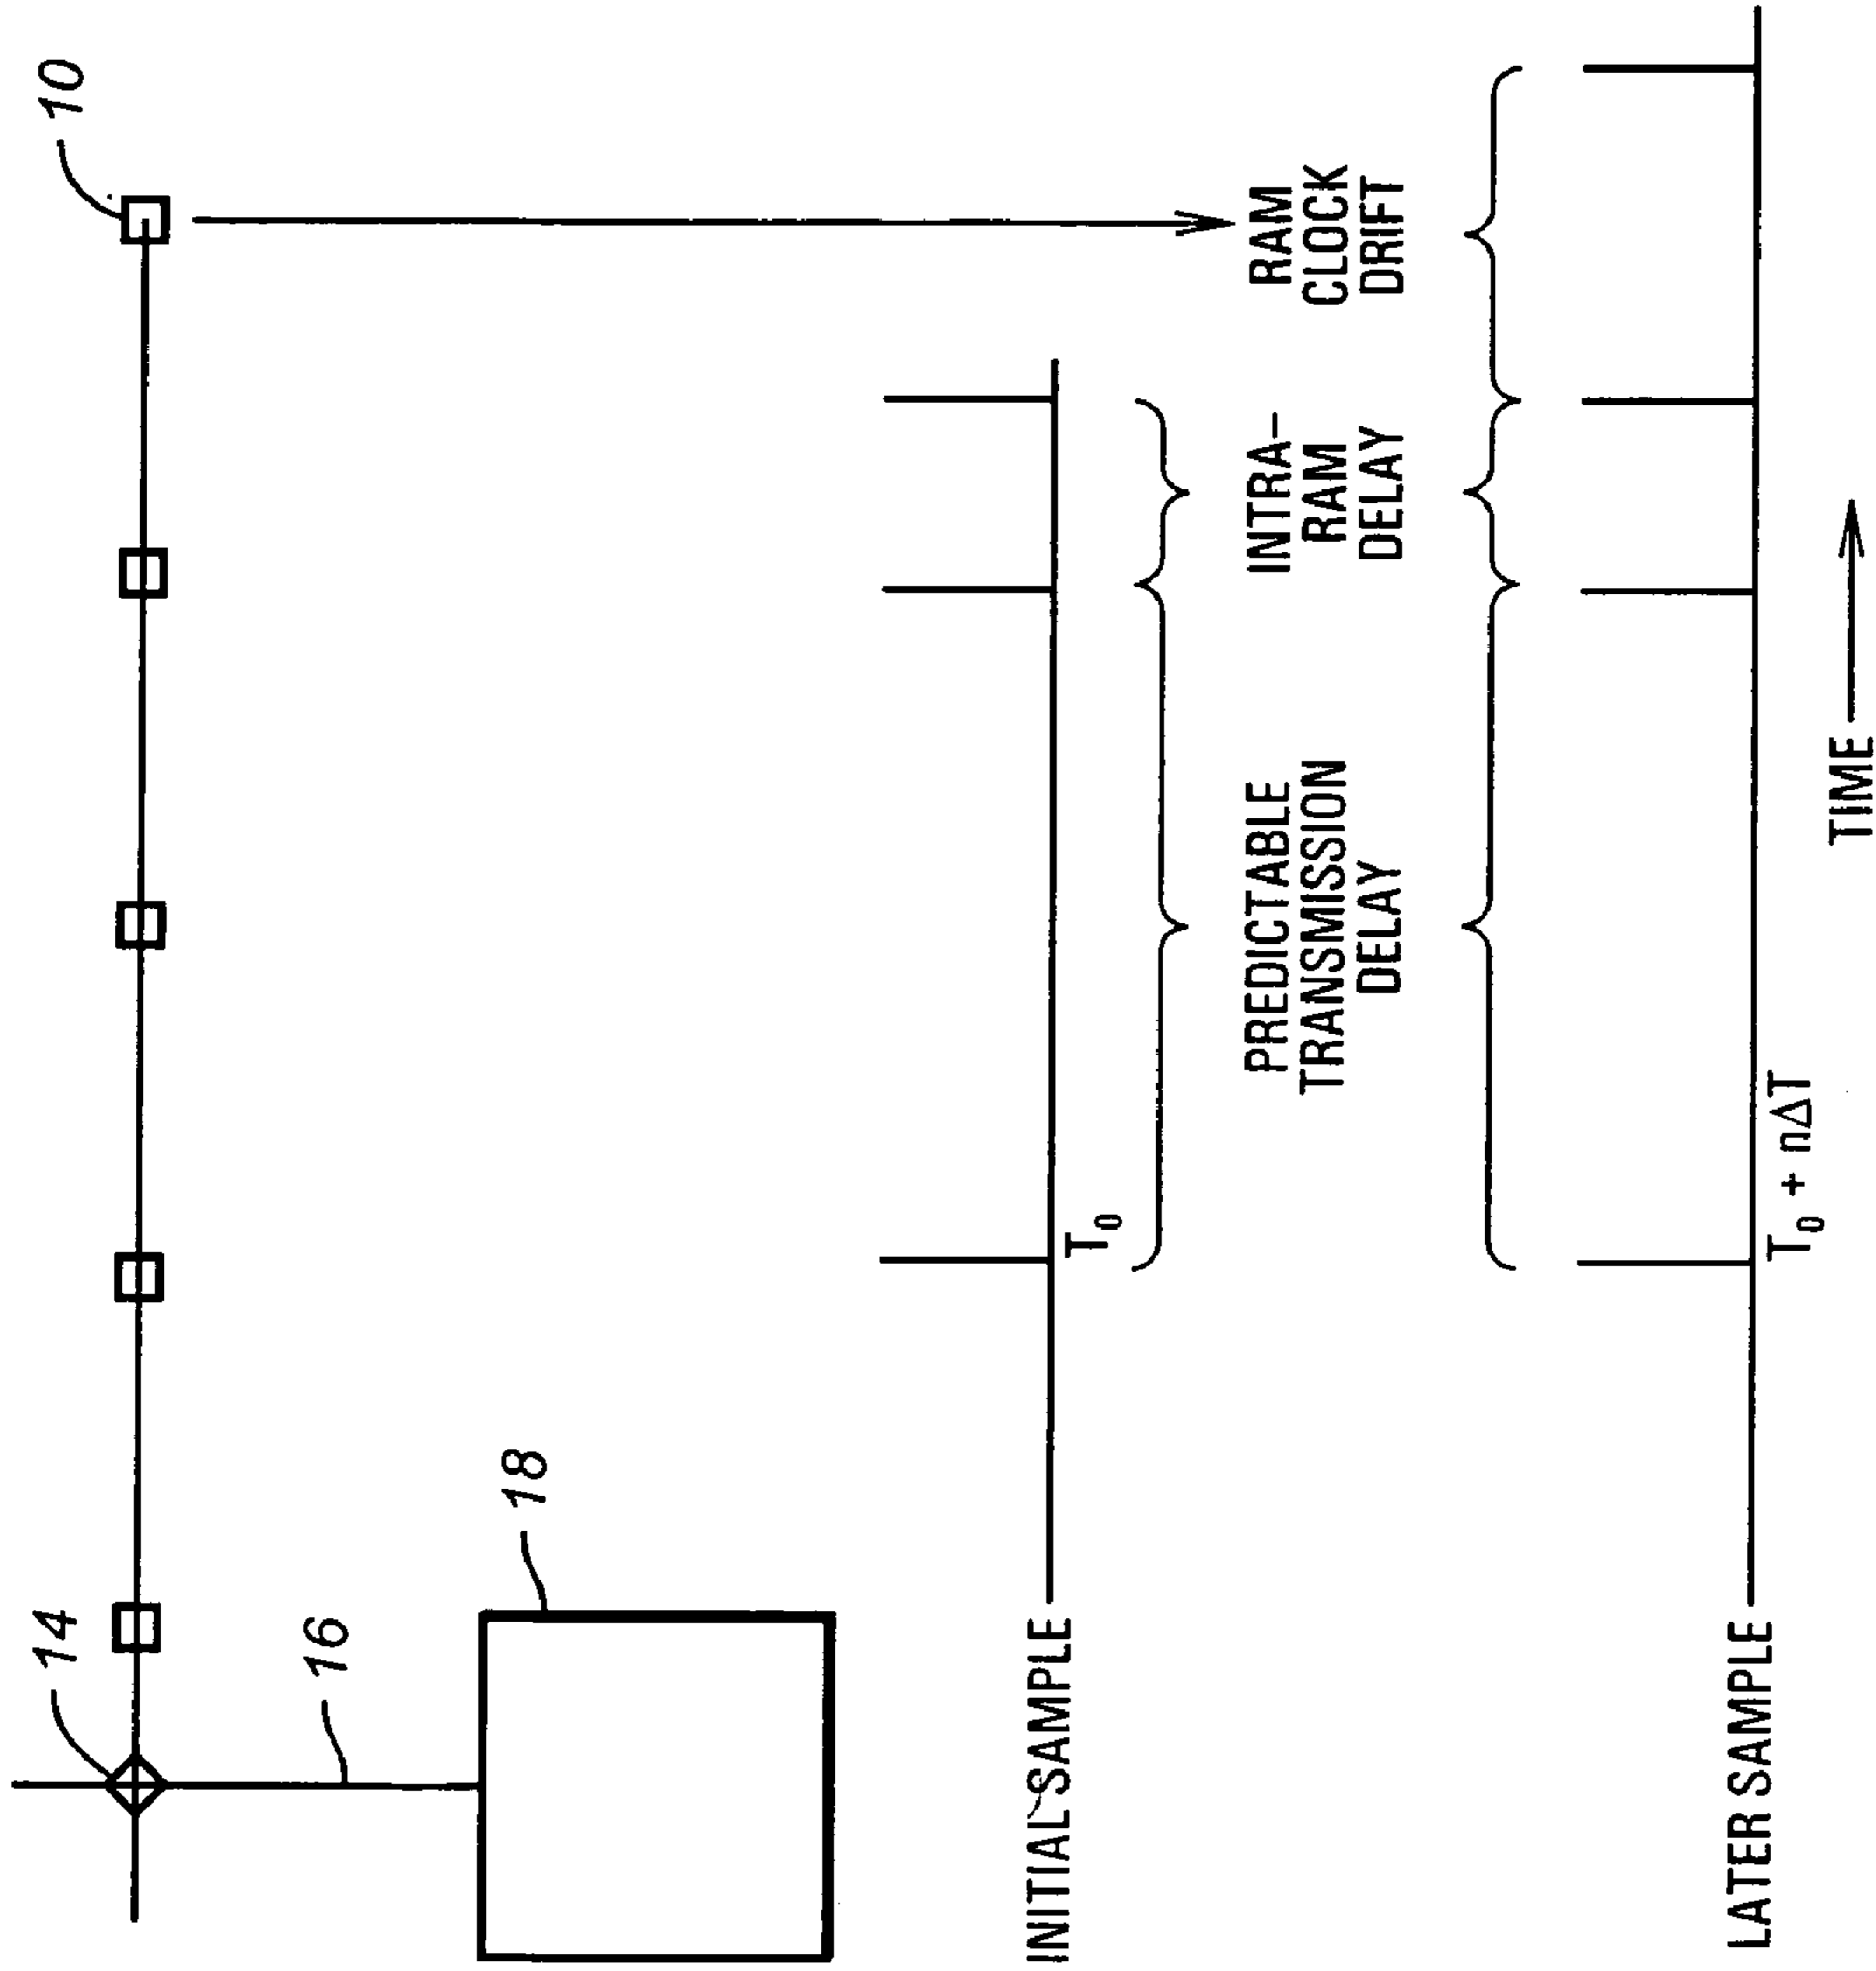 10
14
16
18
INITIAL SAMPLE
T₀
PREDICTABLE
TRANSMISSION
DELAY
INTRA-
RAM
DELAY
RAM
CLOCK
DRIFT
LATER SAMPLE
T₀ + nΔT
TIME